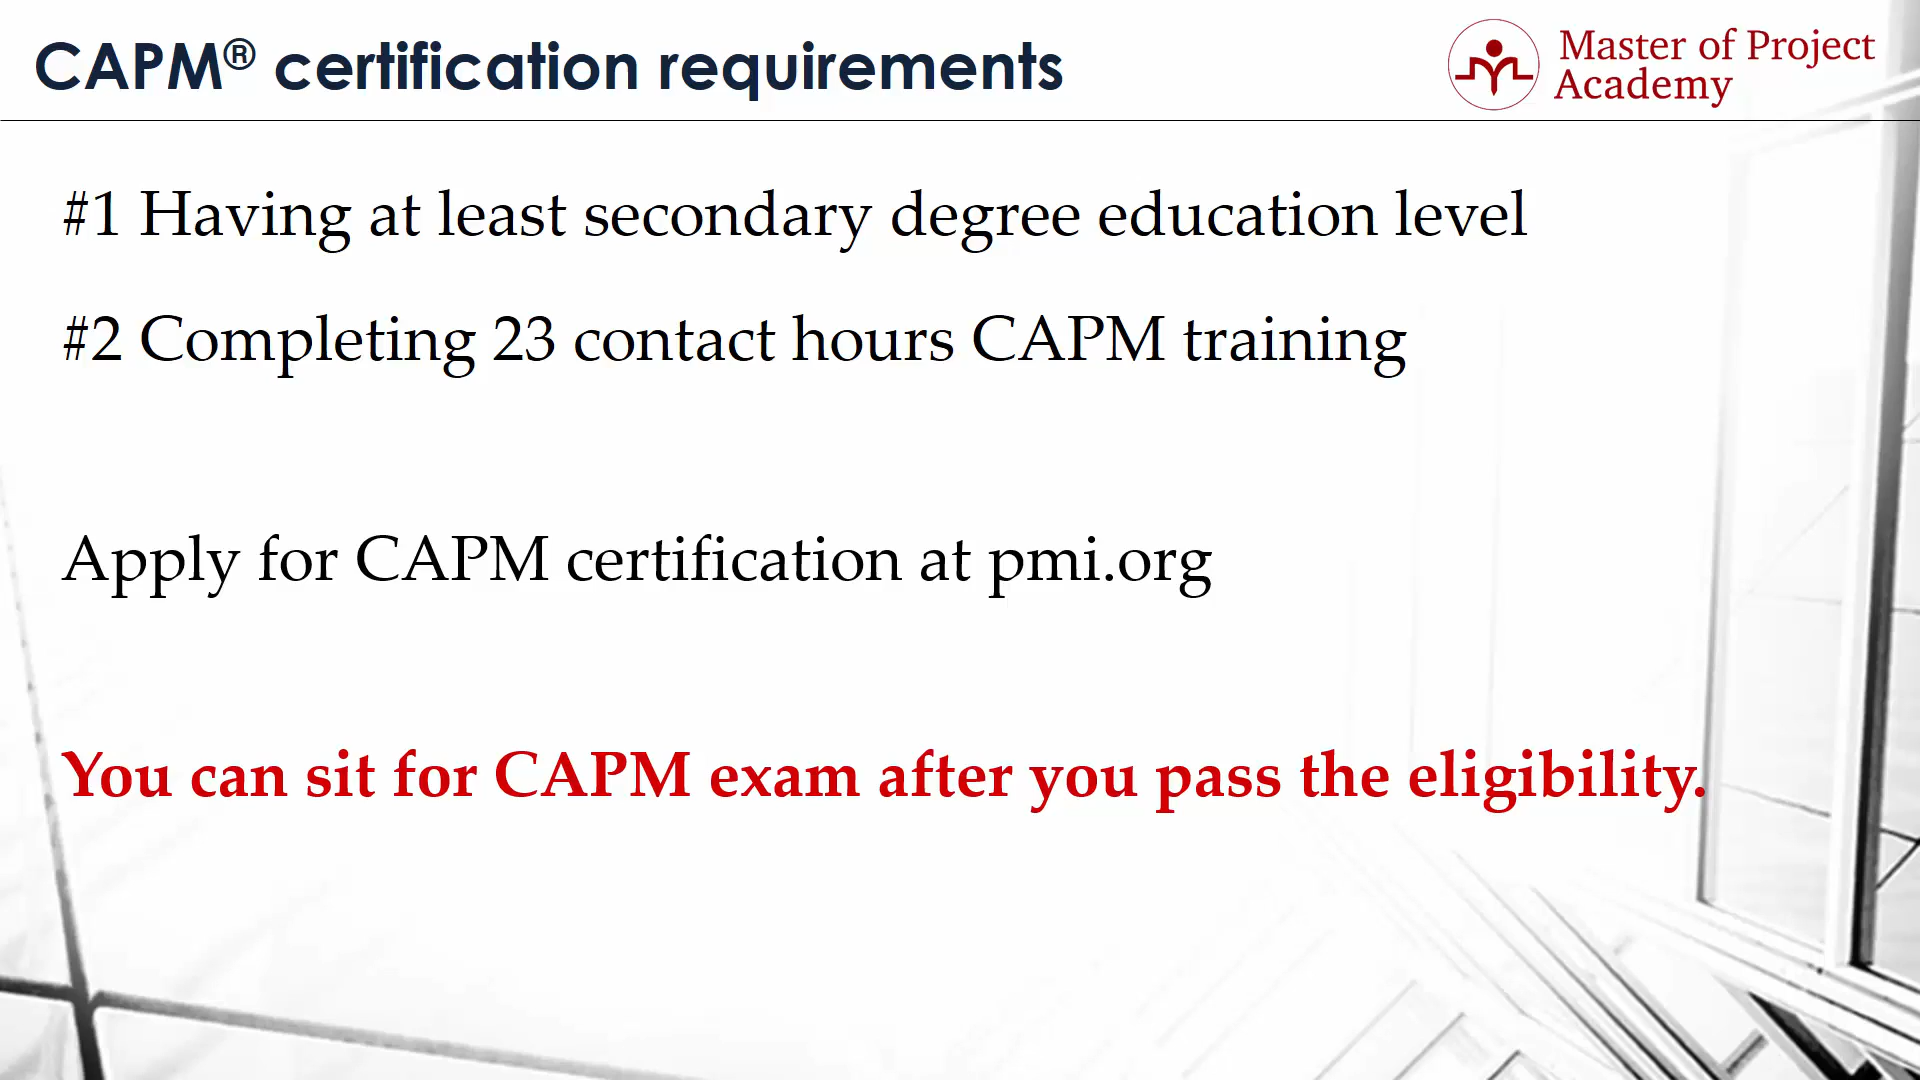 CAPM® certification requirements
Master of Project
Academy
#1 Having at least secondary degree education level
#2 Completing 23 contact hours CAPM training
Apply for CAPM certification at pmi.org
You can sit for CAPM exam after you pass the eligibility.